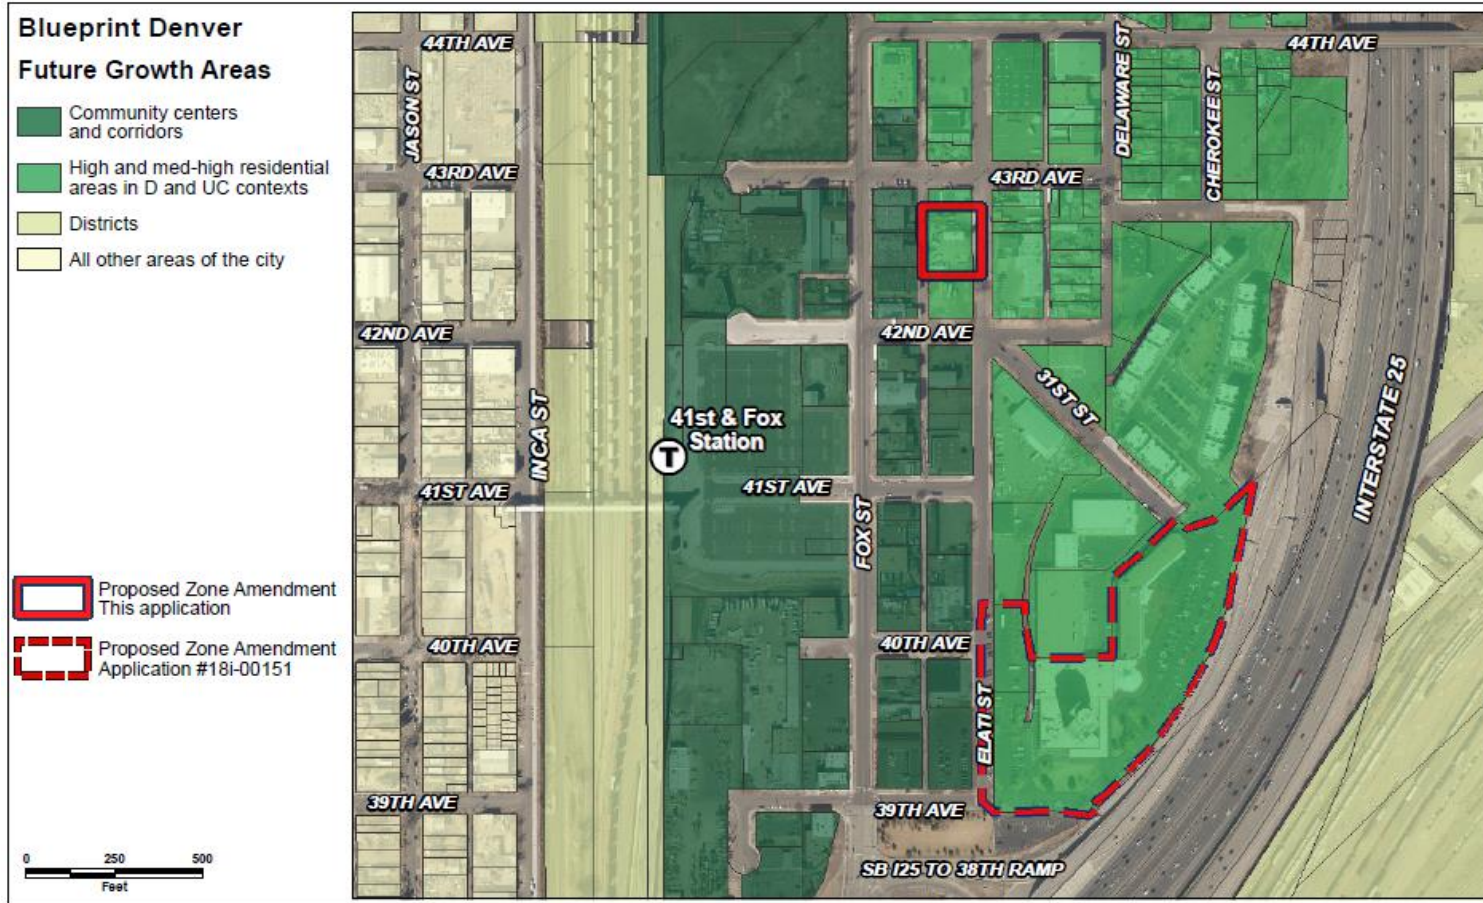 Blueprint Denver
Future Growth Areas
Community centers
and corridors
High and med-high residential
areas in D and UC contexts
Districts
All other areas of the city
Proposed Zone Amendment
This application
Proposed Zone Amendment
Application #18i-00151
0 250 500
Feet
44TH AVE
44TH AVE
JASON ST
DELAWARE ST
CHEROKEE ST
43RD AVE
43RD AVE
42ND AVE
42ND AVE
31ST ST
INTERSTATE 25
INCA ST
41st & Fox
Station
T
41ST AVE
41ST AVE
FOX ST
40TH AVE
40TH AVE
ELATI ST
39TH AVE
39TH AVE
SB I25 TO 38TH RAMP